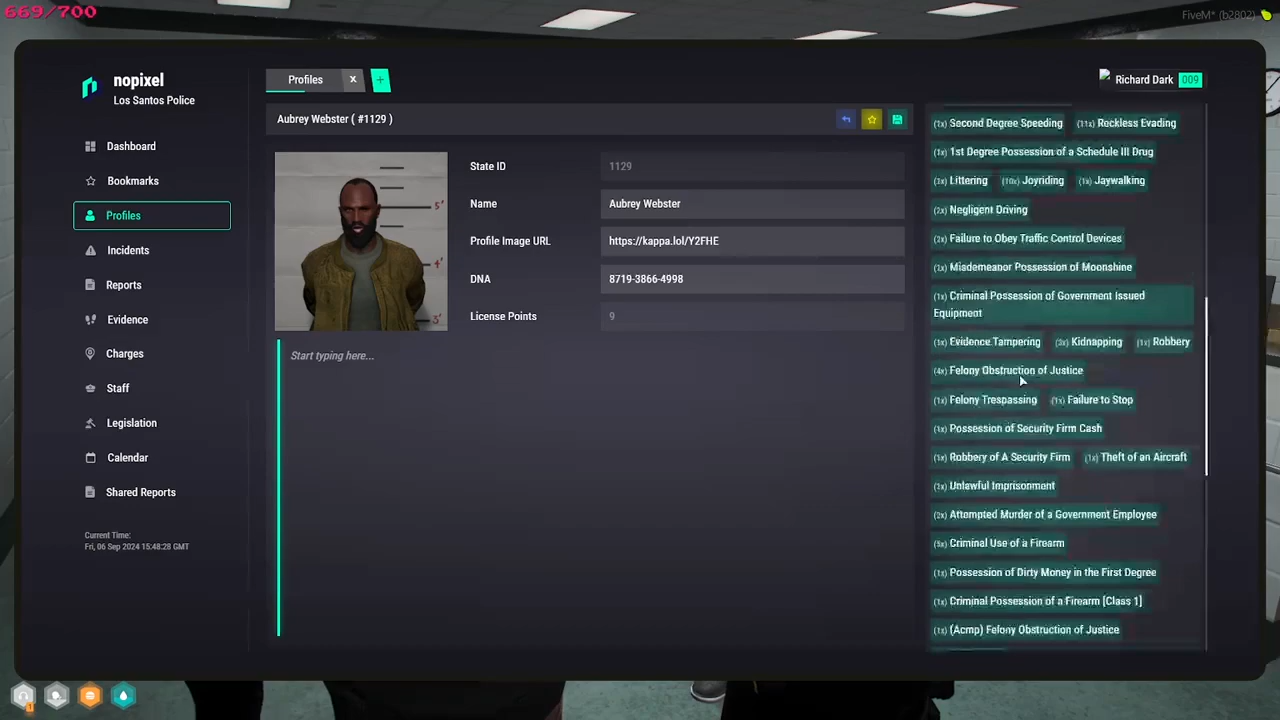 669/700
FiveM* (b2802)
nopixel
Los Santos Police
Profiles x +
Richard Dark 009
Aubrey Webster ( #1129 )
Dashboard
Bookmarks
Profiles
Incidents
Reports
Evidence
Charges
Staff
Legislation
Calendar
Shared Reports
Current Time:
Fri, 06 Sep 2024 15:48:28 GMT
5'
4'
3'
State ID 1129
Name Aubrey Webster
Profile Image URL https://kappa.lol/Y2FHE
DNA 8719-3866-4998
License Points 9
Start typing here...
(1x) Second Degree Speeding (11x) Reckless Evading
(1x) 1st Degree Possession of a Schedule III Drug
Littering (10x) Joyriding (1x) Jaywalking
(2x) Negligent Driving
Failure to Obey Traffic Control Devices
(1x) Misdemeanor Possession of Moonshine
(1x) Criminal Possession of Government Issued
Equipment
Evidence Tampering (2x) Kidnapping (1x) Robbery
(4x) Felony Obstruction of Justice
(1x) Felony Trespassing (1x) Failure to Stop
(1x) Possession of Security Firm Cash
(1x) Robbery of A Security Firm (1x) Theft of an Aircraft
Unlawful Imprisonment
(2x) Attempted Murder of a Government Employee
Criminal Use of a Firearm
(1x) Possession of Dirty Money in the First Degree
(1x) Criminal Possession of a Firearm [Class 1]
(1x) (Acmp) Felony Obstruction of Justice
1